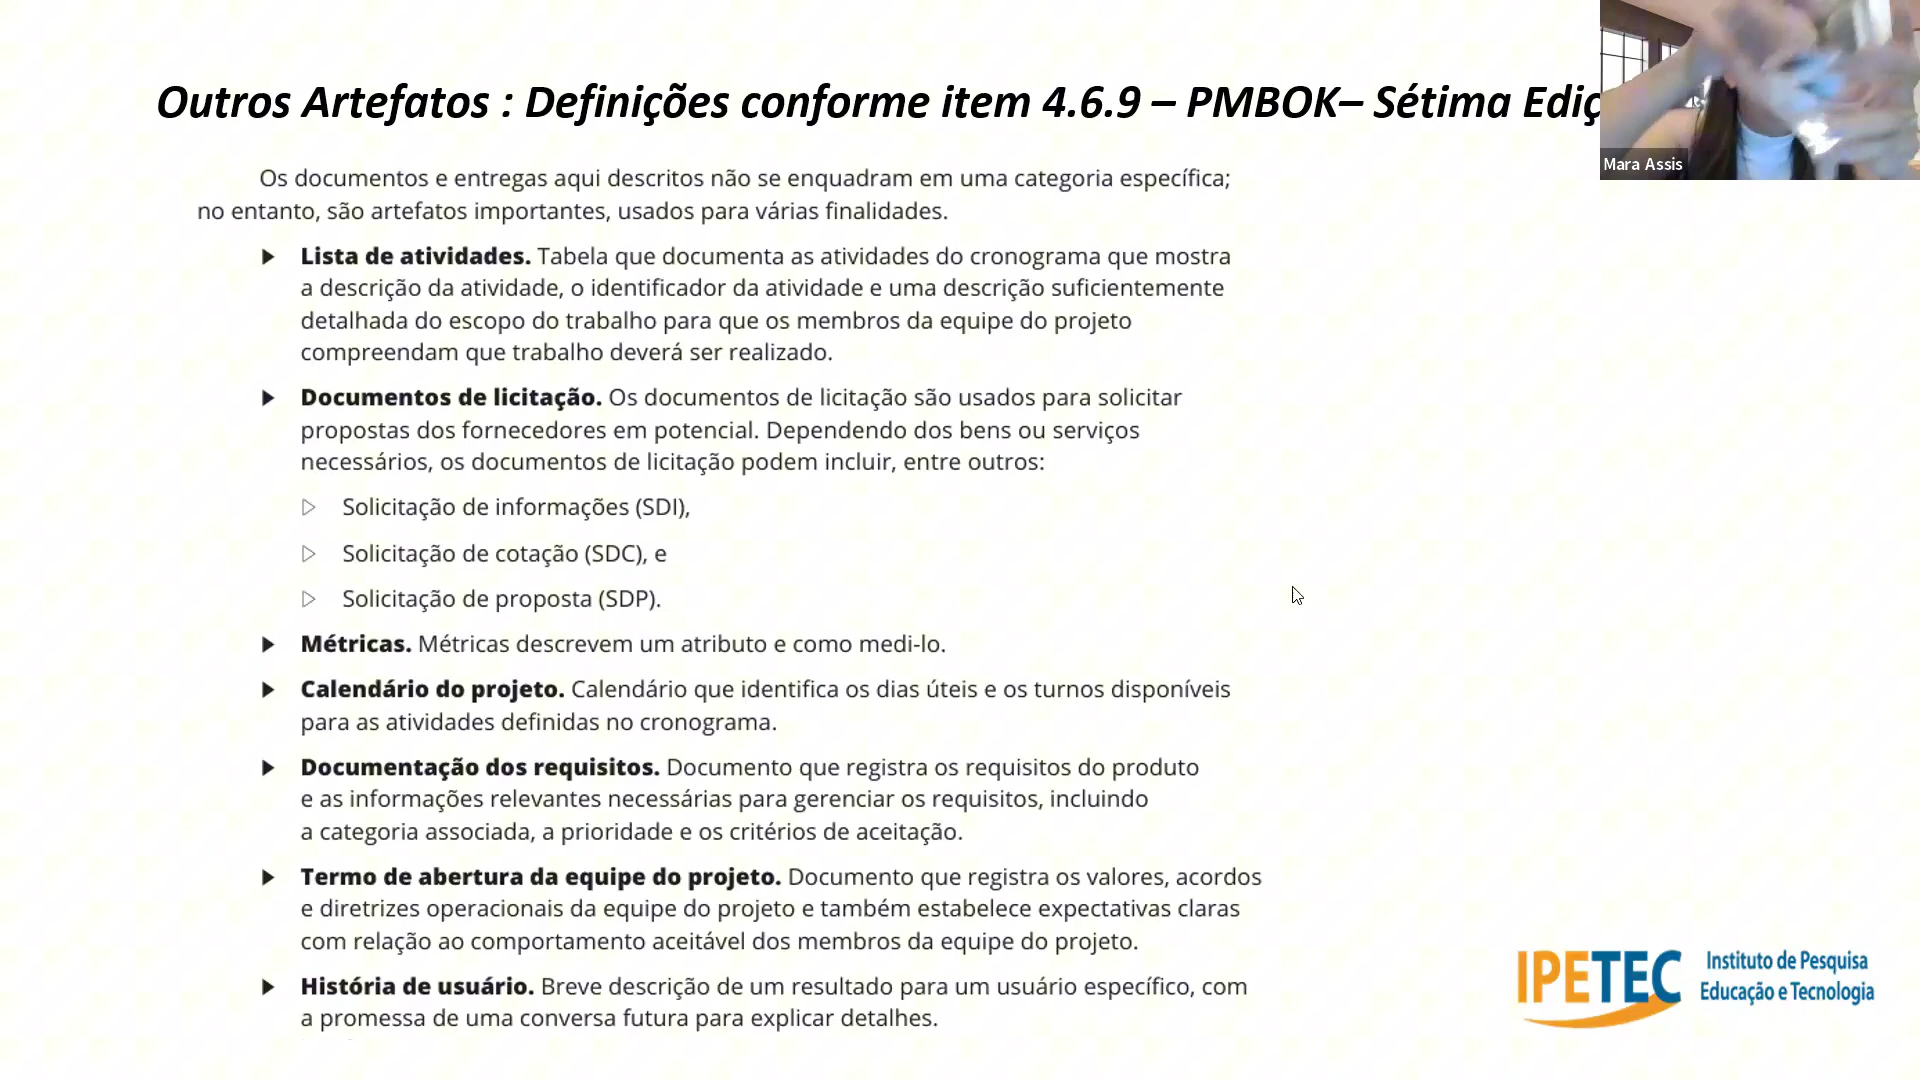 Outros Artefatos : Definições conforme item 4.6.9 – PMBOK– Sétima Ediç
Mara Assis
Os documentos e entregas aqui descritos não se enquadram em uma categoria específica;
no entanto, são artefatos importantes, usados para várias finalidades.
Lista de atividades. Tabela que documenta as atividades do cronograma que mostra
a descrição da atividade, o identificador da atividade e uma descrição suficientemente
detalhada do escopo do trabalho para que os membros da equipe do projeto
compreendam que trabalho deverá ser realizado.
Documentos de licitação. Os documentos de licitação são usados para solicitar
propostas dos fornecedores em potencial. Dependendo dos bens ou serviços
necessários, os documentos de licitação podem incluir, entre outros:
Solicitação de informações (SDI),
Solicitação de cotação (SDC), e
Solicitação de proposta (SDP).
Métricas. Métricas descrevem um atributo e como medi-lo.
Calendário do projeto. Calendário que identifica os dias úteis e os turnos disponíveis
para as atividades definidas no cronograma.
Documentação dos requisitos. Documento que registra os requisitos do produto
e as informações relevantes necessárias para gerenciar os requisitos, incluindo
a categoria associada, a prioridade e os critérios de aceitação.
Termo de abertura da equipe do projeto. Documento que registra os valores, acordos
e diretrizes operacionais da equipe do projeto e também estabelece expectativas claras
com relação ao comportamento aceitável dos membros da equipe do projeto.
História de usuário. Breve descrição de um resultado para um usuário específico, com
a promessa de uma conversa futura para explicar detalhes.
IPETEC
Instituto de Pesquisa
Educação e Tecnologia